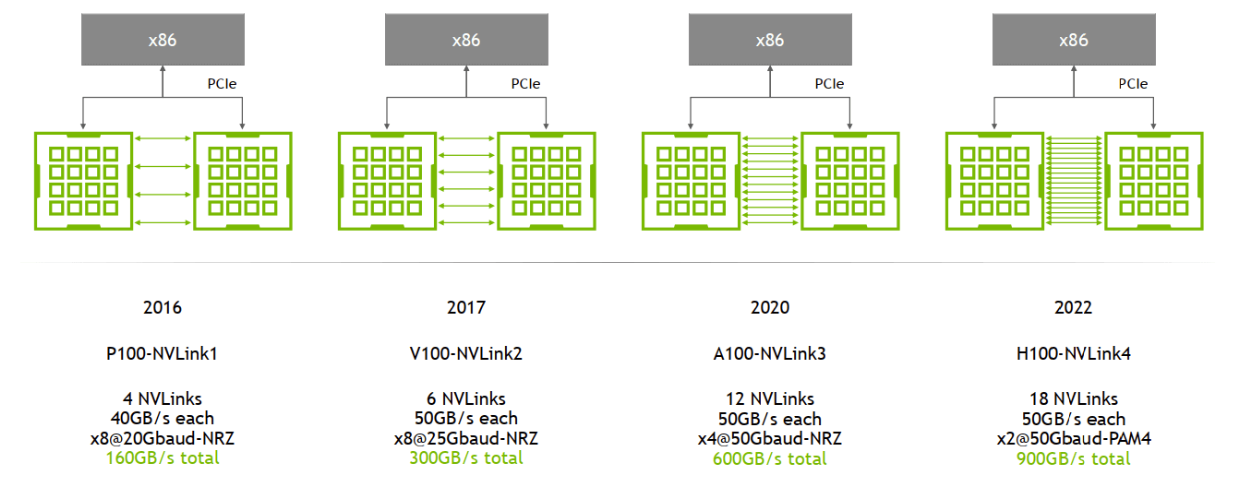 x86
PCIe
x86
PCIe
x86
PCIe
x86
PCIe
2016
P100-NVLink1
4 NVLinks
40GB/s each
x8@20Gbaud-NRZ
160GB/s total
2017
V100-NVLink2
6 NVLinks
50GB/s each
x8@25Gbaud-NRZ
300GB/s total
2020
A100-NVLink3
12 NVLinks
50GB/s each
x4@50Gbaud-NRZ
600GB/s total
2022
H100-NVLink4
18 NVLinks
50GB/s each
x2@50Gbaud-PAM4
900GB/s total